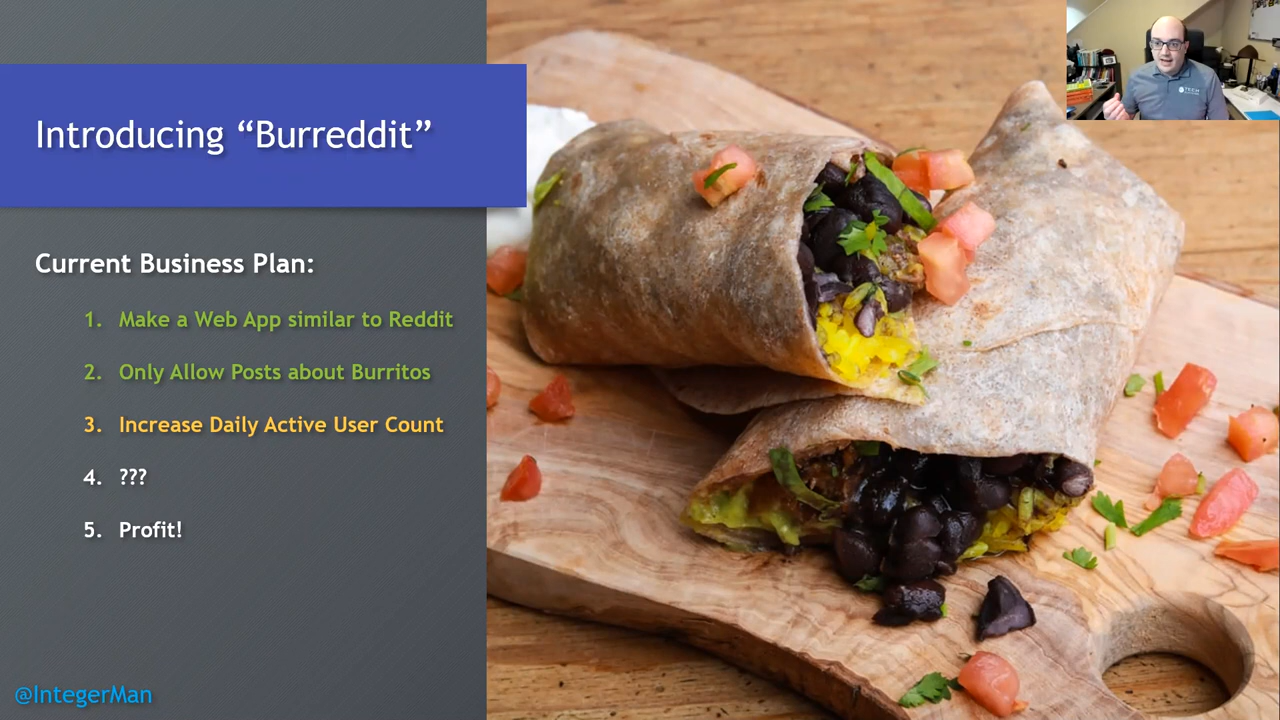 Introducing “Burreddit”
Current Business Plan:
1. Make a Web App similar to Reddit
2. Only Allow Posts about Burritos
3. Increase Daily Active User Count
4. ???
5. Profit!
@IntegerMan
TECH